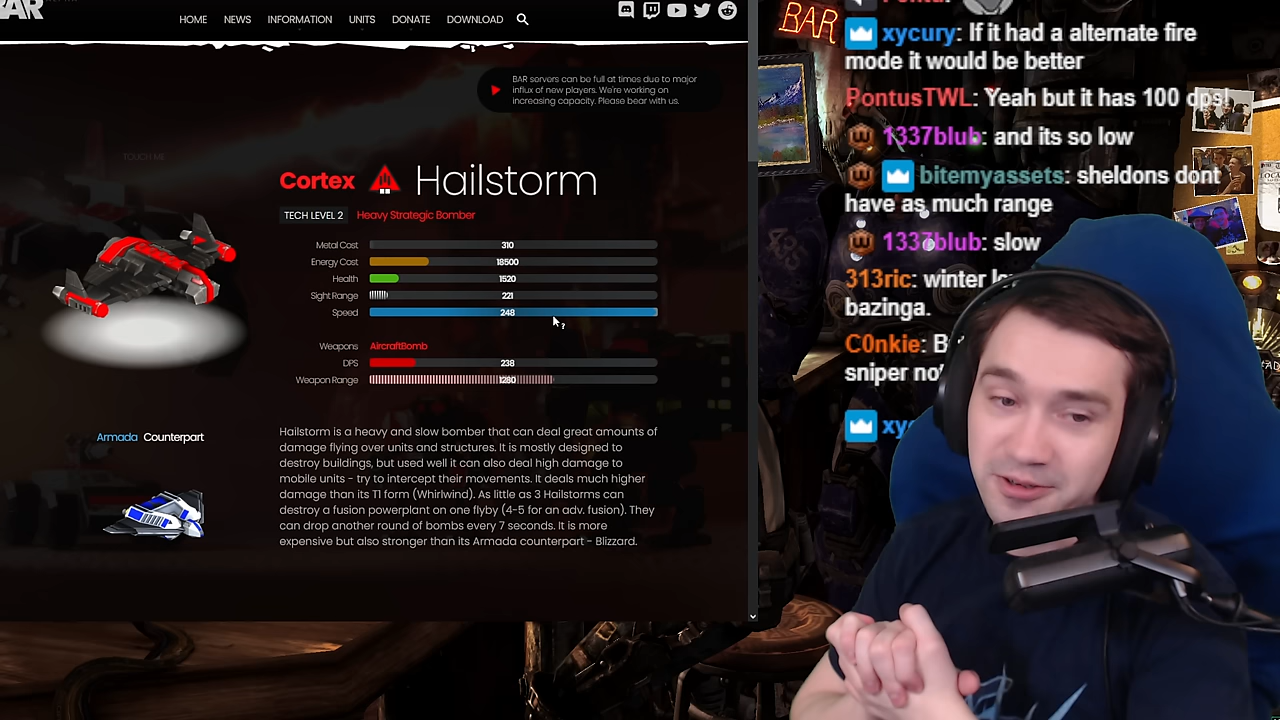 BAR
HOME NEWS INFORMATION UNITS DONATE DOWNLOAD
BAR servers can be full at times due to major
influx of new players. We're working on
increasing capacity. Please bear with us.
TOUCH ME
Cortex Hailstorm
TECH LEVEL 2 Heavy Strategic Bomber
Metal Cost 310
Energy Cost 18500
Health 1520
Sight Range 221
Speed 248
Weapons AircraftBomb
DPS 238
Weapon Range 1280
Armada Counterpart
Hailstorm is a heavy and slow bomber that can deal great amounts of
damage flying over units and structures. It is mostly designed to
destroy buildings, but used well it can also deal high damage to
mobile units - try to intercept their movements. It deals much higher
damage than its T1 form (Whirlwind). As little as 3 Hailstorms can
destroy a fusion powerplant on one flyby (4-5 for an adv. fusion). They
can drop another round of bombs every 7 seconds. It is more
expensive but also stronger than its Armada counterpart - Blizzard.
BAR
xycury: If it had a alternate fire
mode it would be better
PontusTWL: Yeah but it has 100 dps!
1337blub: and its so low
bitemyassets: sheldons dont
have as much range
1337blub: slow
313ric: winter
bazinga.
C0nkie:
sniper
xy